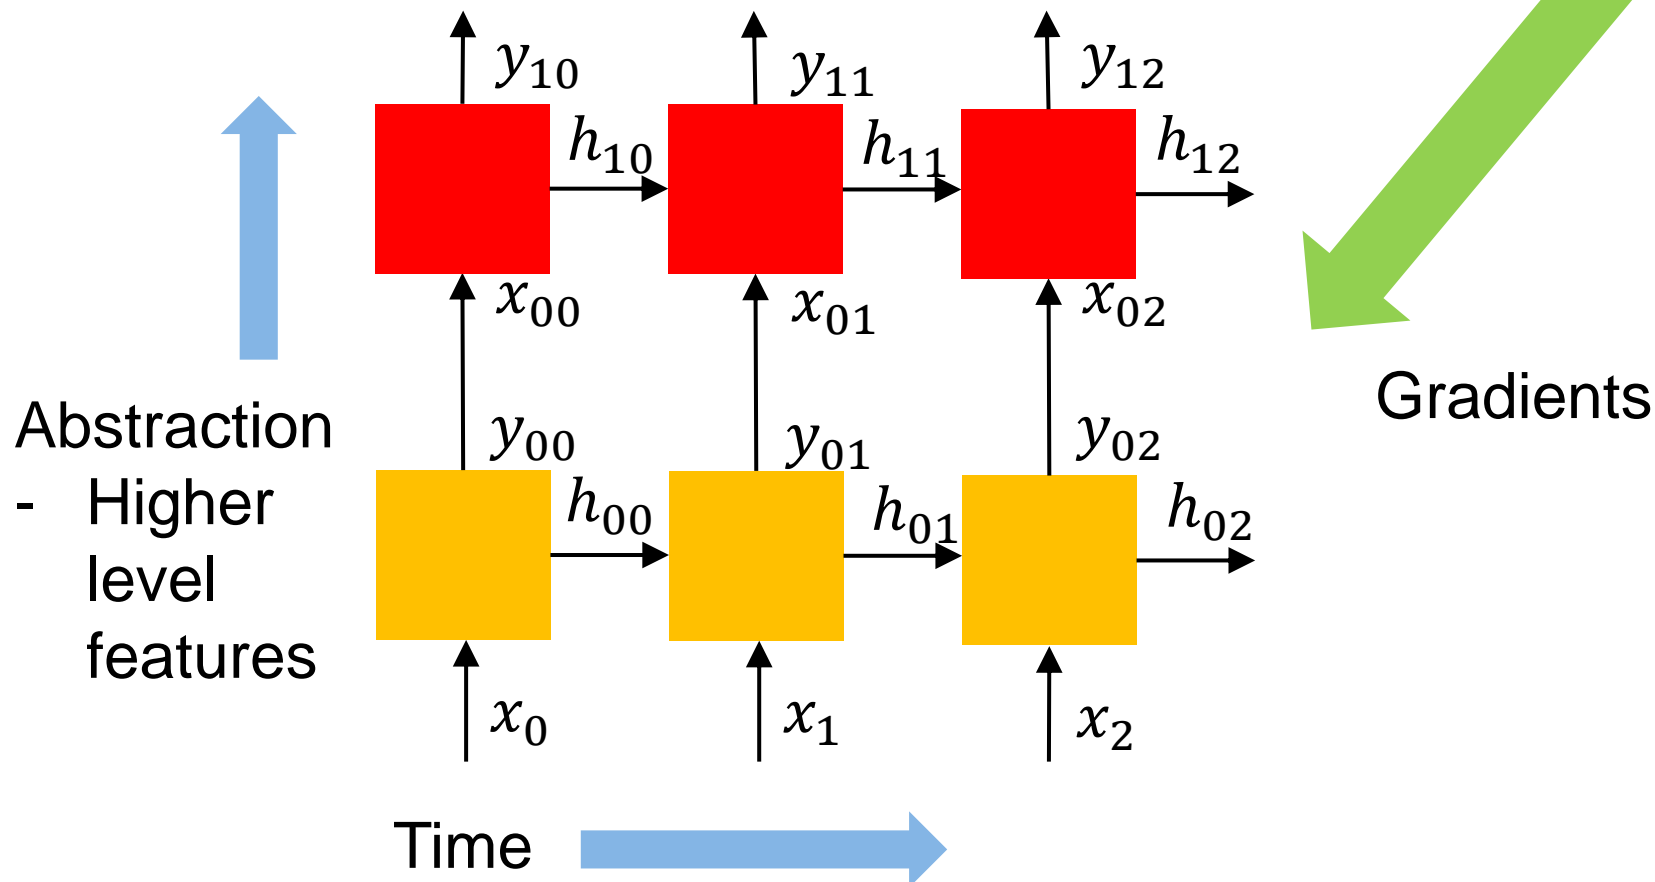 y₁₀ y₁₁ y₁₂
h₁₀ h₁₁ h₁₂
x₀₀ x₀₁ x₀₂
Gradients
Abstraction
- Higher
level
features
y₀₀ y₀₁ y₀₂
h₀₀ h₀₁ h₀₂
x₀ x₁ x₂
Time